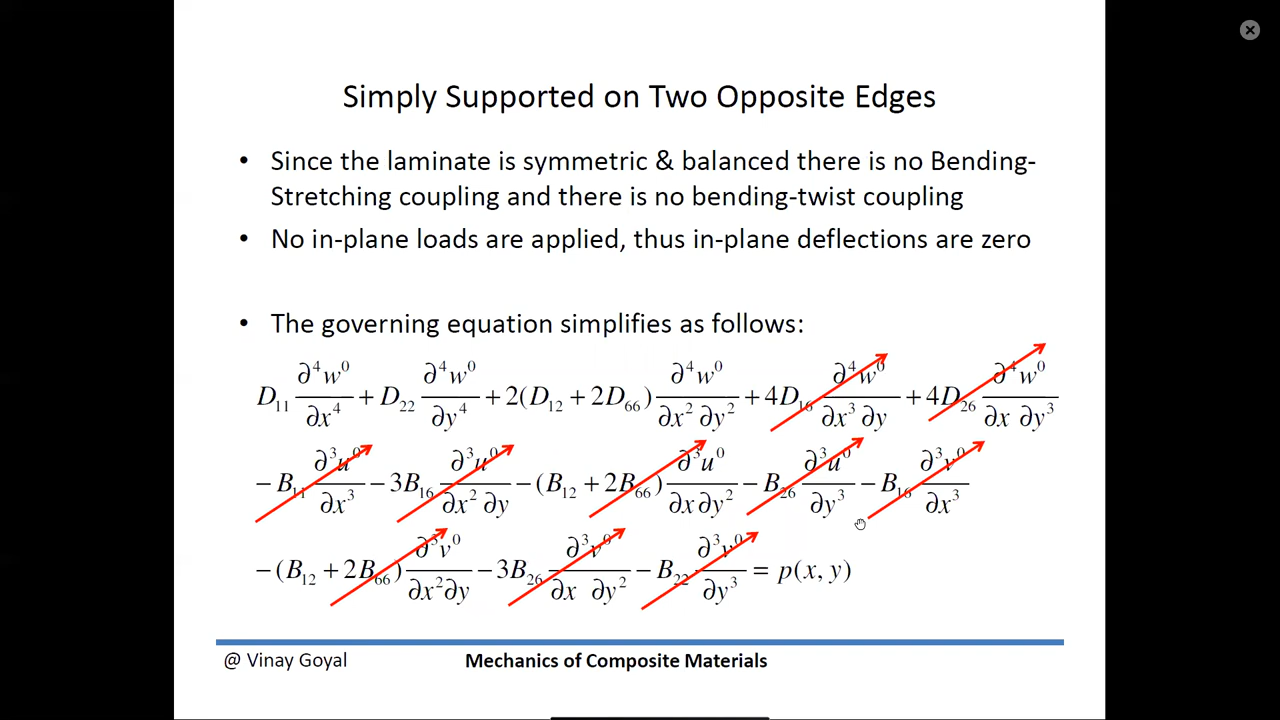 Simply Supported on Two Opposite Edges
• Since the laminate is symmetric & balanced there is no Bending-
Stretching coupling and there is no bending-twist coupling
• No in-plane loads are applied, thus in-plane deflections are zero
• The governing equation simplifies as follows:
D₁₁ ∂⁴w⁰/∂x⁴ + D₂₂ ∂⁴w⁰/∂y⁴ + 2(D₁₂ + 2D₆₆) ∂⁴w⁰/∂x² ∂y² + 4D₁₆ ∂⁴w⁰/∂x³ ∂y + 4D₂₆ ∂⁴w⁰/∂x ∂y³
− B₁₁ ∂³u⁰/∂x³ − 3B₁₆ ∂³u⁰/∂x² ∂y − (B₁₂ + 2B₆₆) ∂³u⁰/∂x ∂y² − B₂₆ ∂³u⁰/∂y³ − B₁₆ ∂³v⁰/∂x³
− (B₁₂ + 2B₆₆) ∂³v⁰/∂x²∂y − 3B₂₆ ∂³v⁰/∂x ∂y² − B₂₂ ∂³v⁰/∂y³ = p(x, y)
@ Vinay Goyal Mechanics of Composite Materials